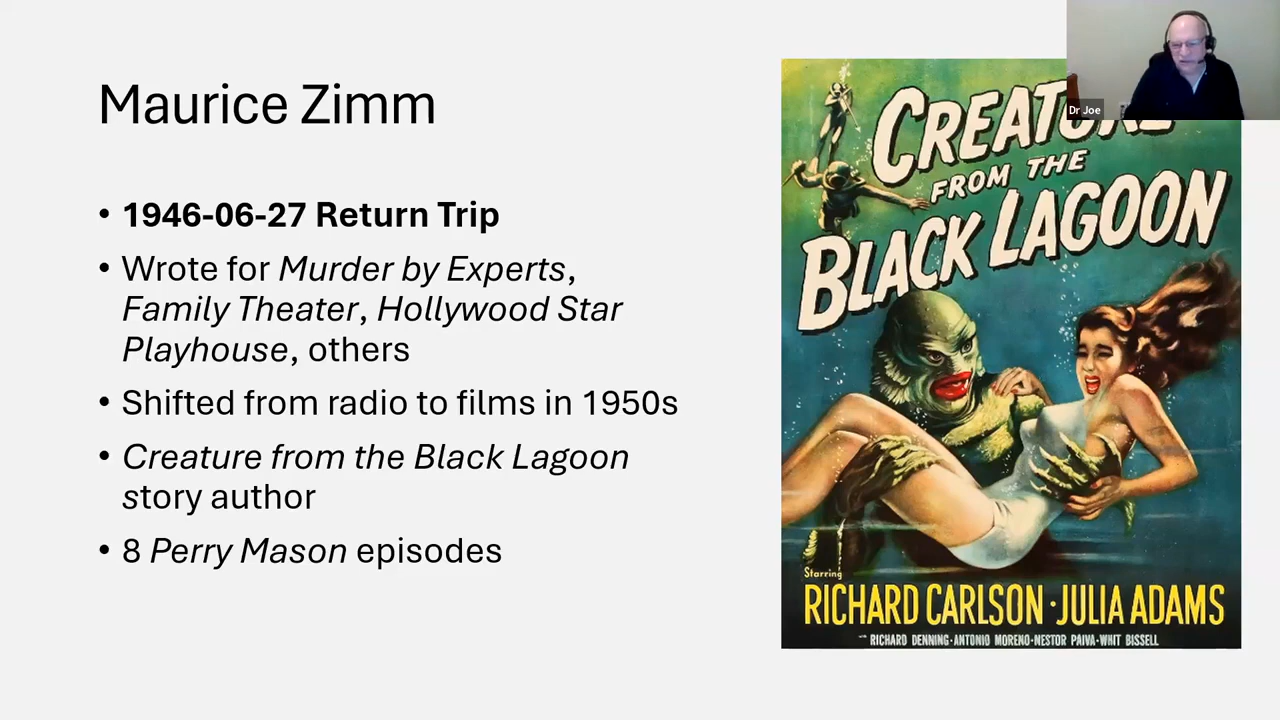 Maurice Zimm
• 1946-06-27 Return Trip
• Wrote for Murder by Experts,
Family Theater, Hollywood Star
Playhouse, others
• Shifted from radio to films in 1950s
• Creature from the Black Lagoon
story author
• 8 Perry Mason episodes
Dr Joe
CREATURE
FROM THE
BLACK LAGOON
Starring
RICHARD CARLSON · JULIA ADAMS
with RICHARD DENNING · ANTONIO MORENO · NESTOR PAIVA · WHIT BISSELL